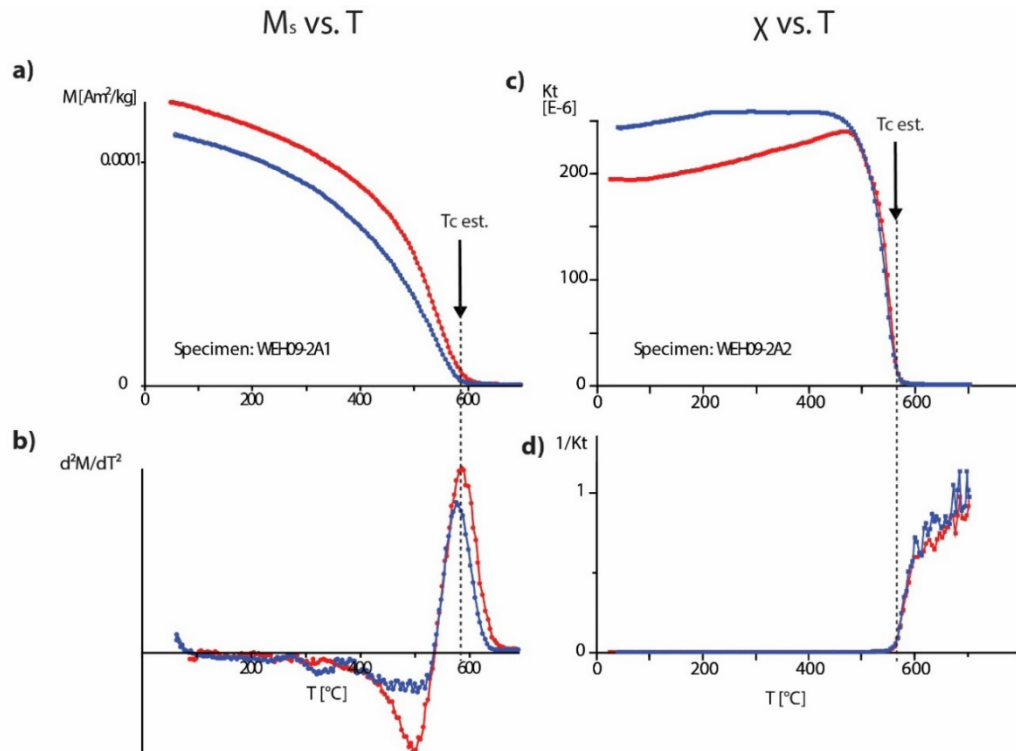 Ms vs. T
χ vs. T
a)
M [Am²/kg]
0.0001
0
Tc est.
Specimen: WEH09-2A1
0
200
400
600
c)
Kt
[E-6]
200
100
0
Tc est.
Specimen: WEH09-2A2
0
200
400
600
b)
d²M/dT²
200
400
600
T [°C]
d)
1/Kt
1
0
0
200
400
600
T [°C]